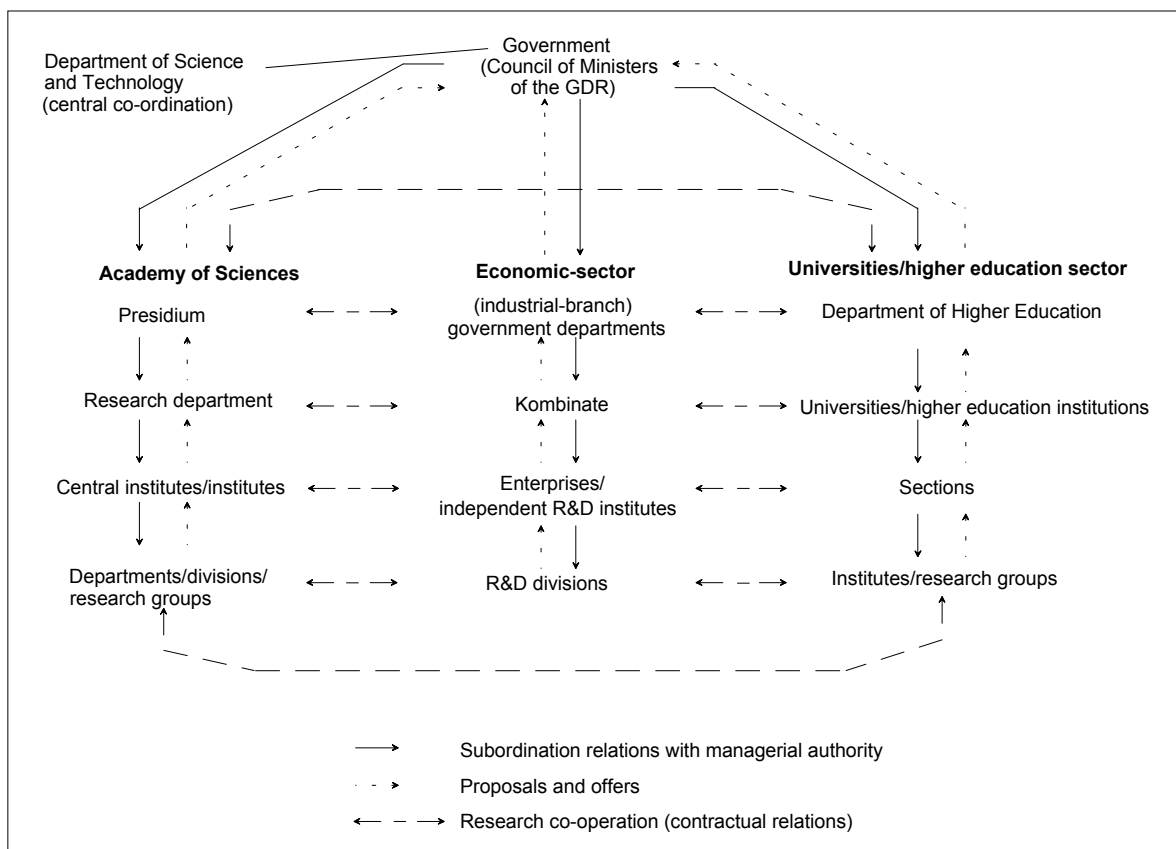 Department of Science
and Technology
(central co-ordination)
Government
(Council of Ministers
of the GDR)
Academy of Sciences
Economic-sector
Universities/higher education sector
Presidium
(industrial-branch)
government departments
Department of Higher Education
Research department
Kombinate
Universities/higher education institutions
Central institutes/institutes
Enterprises/
independent R&D institutes
Sections
Departments/divisions/
research groups
R&D divisions
Institutes/research groups
Subordination relations with managerial authority
Proposals and offers
Research co-operation (contractual relations)